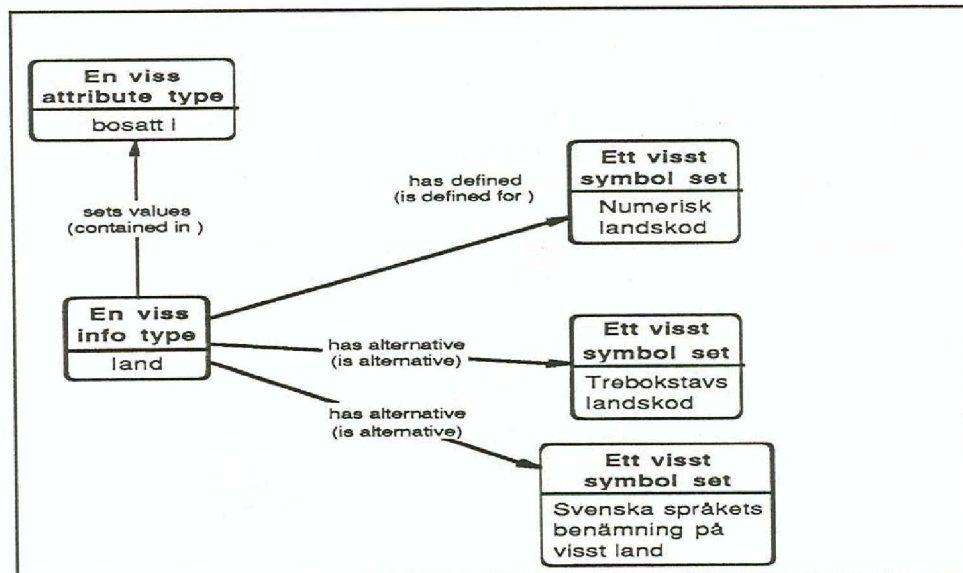 En viss
attribute type
bosatt i
has defined
(is defined for )
Ett visst
symbol set
Numerisk
landskod
sets values
(contained in )
En viss
info type
land
has alternative
(is alternative)
Ett visst
symbol set
Trebokstavs
landskod
has alternative
(is alternative)
Ett visst
symbol set
Svenska språkets
benämning på
visst land